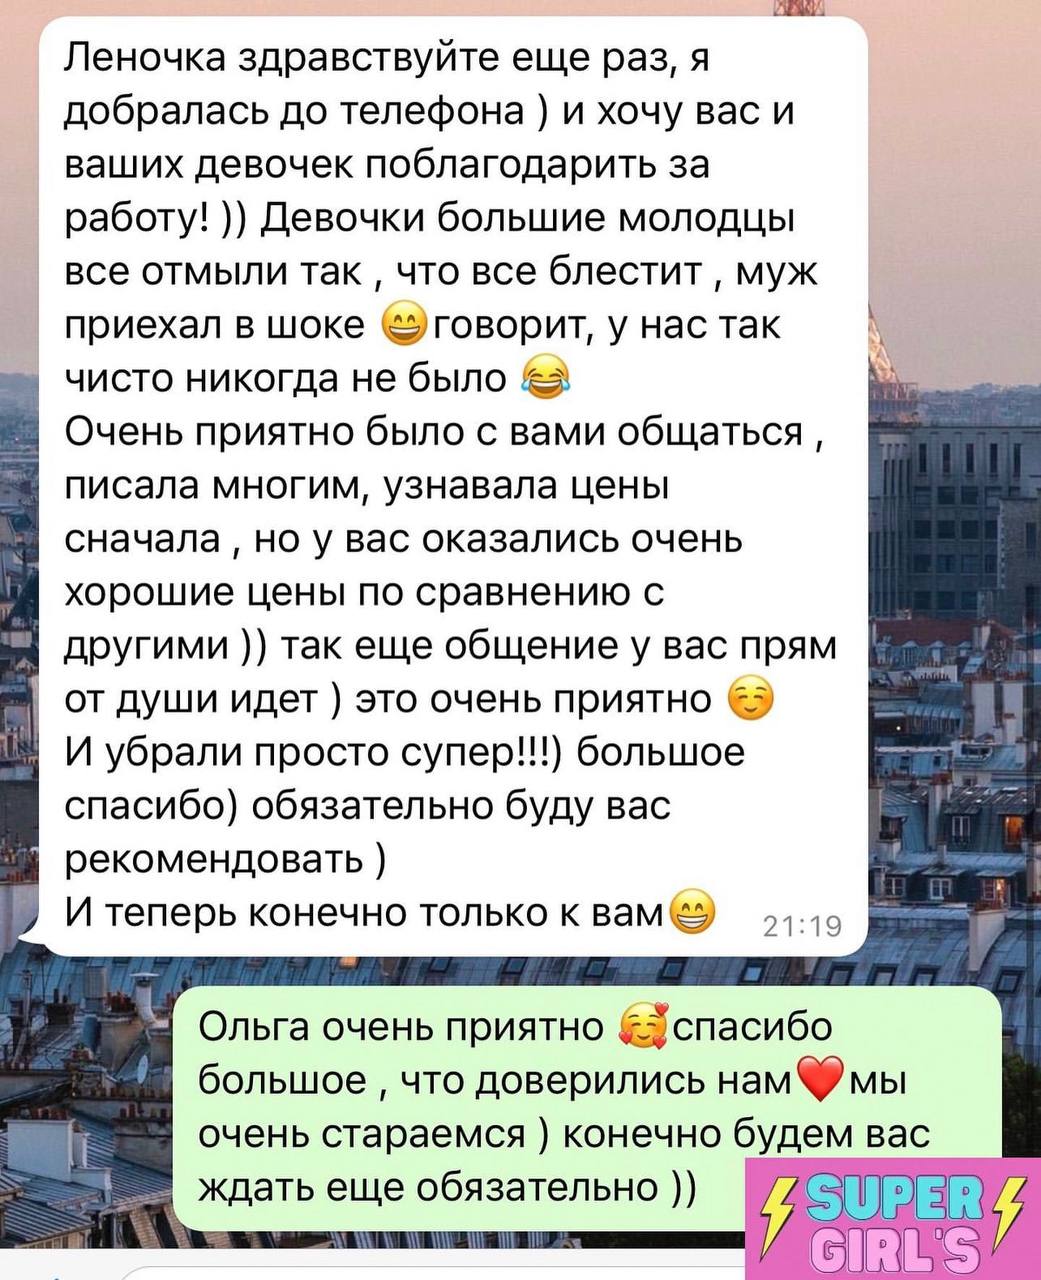 Леночка здравствуйте еще раз, я
добралась до телефона ) и хочу вас и
ваших девочек поблагодарить за
работу! )) Девочки большие молодцы
все отмыли так , что все блестит , муж
приехал в шоке 😄говорит, у нас так
чисто никогда не было 😂
Очень приятно было с вами общаться ,
писала многим, узнавала цены
сначала , но у вас оказались очень
хорошие цены по сравнению с
другими )) так еще общение у вас прям
от души идет ) это очень приятно ☺️
И убрали просто супер!!!) большое
спасибо) обязательно буду вас
рекомендовать )
И теперь конечно только к вам😁
21:19
Ольга очень приятно 🥰спасибо
большое , что доверились нам❤️мы
очень стараемся ) конечно будем вас
ждать еще обязательно ))
SUPER
GIRL'S